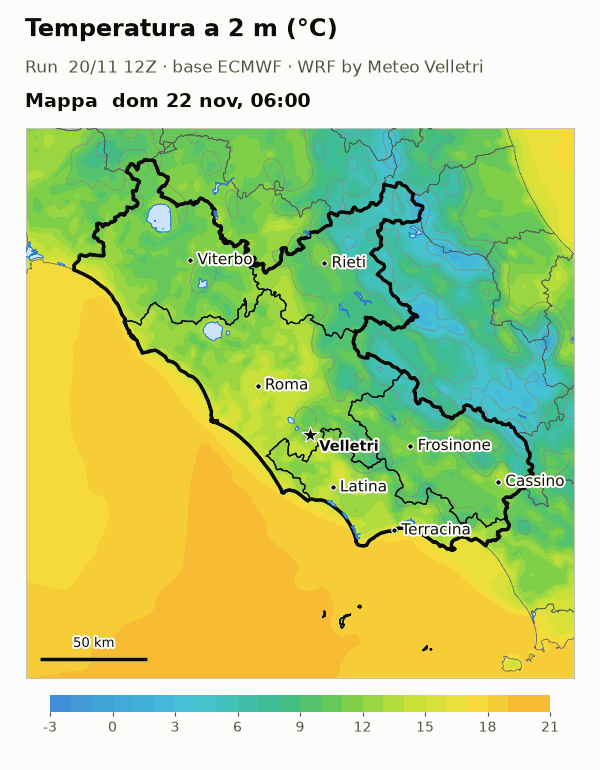 Temperatura a 2 m (°C)
Run  20/11 12Z · base ECMWF · WRF by Meteo Velletri
Mappa  dom 22 nov, 06:00
Viterbo
Rieti
Roma
Velletri
Frosinone
Cassino
Latina
Terracina
50 km
-3 0 3 6 9 12 15 18 21